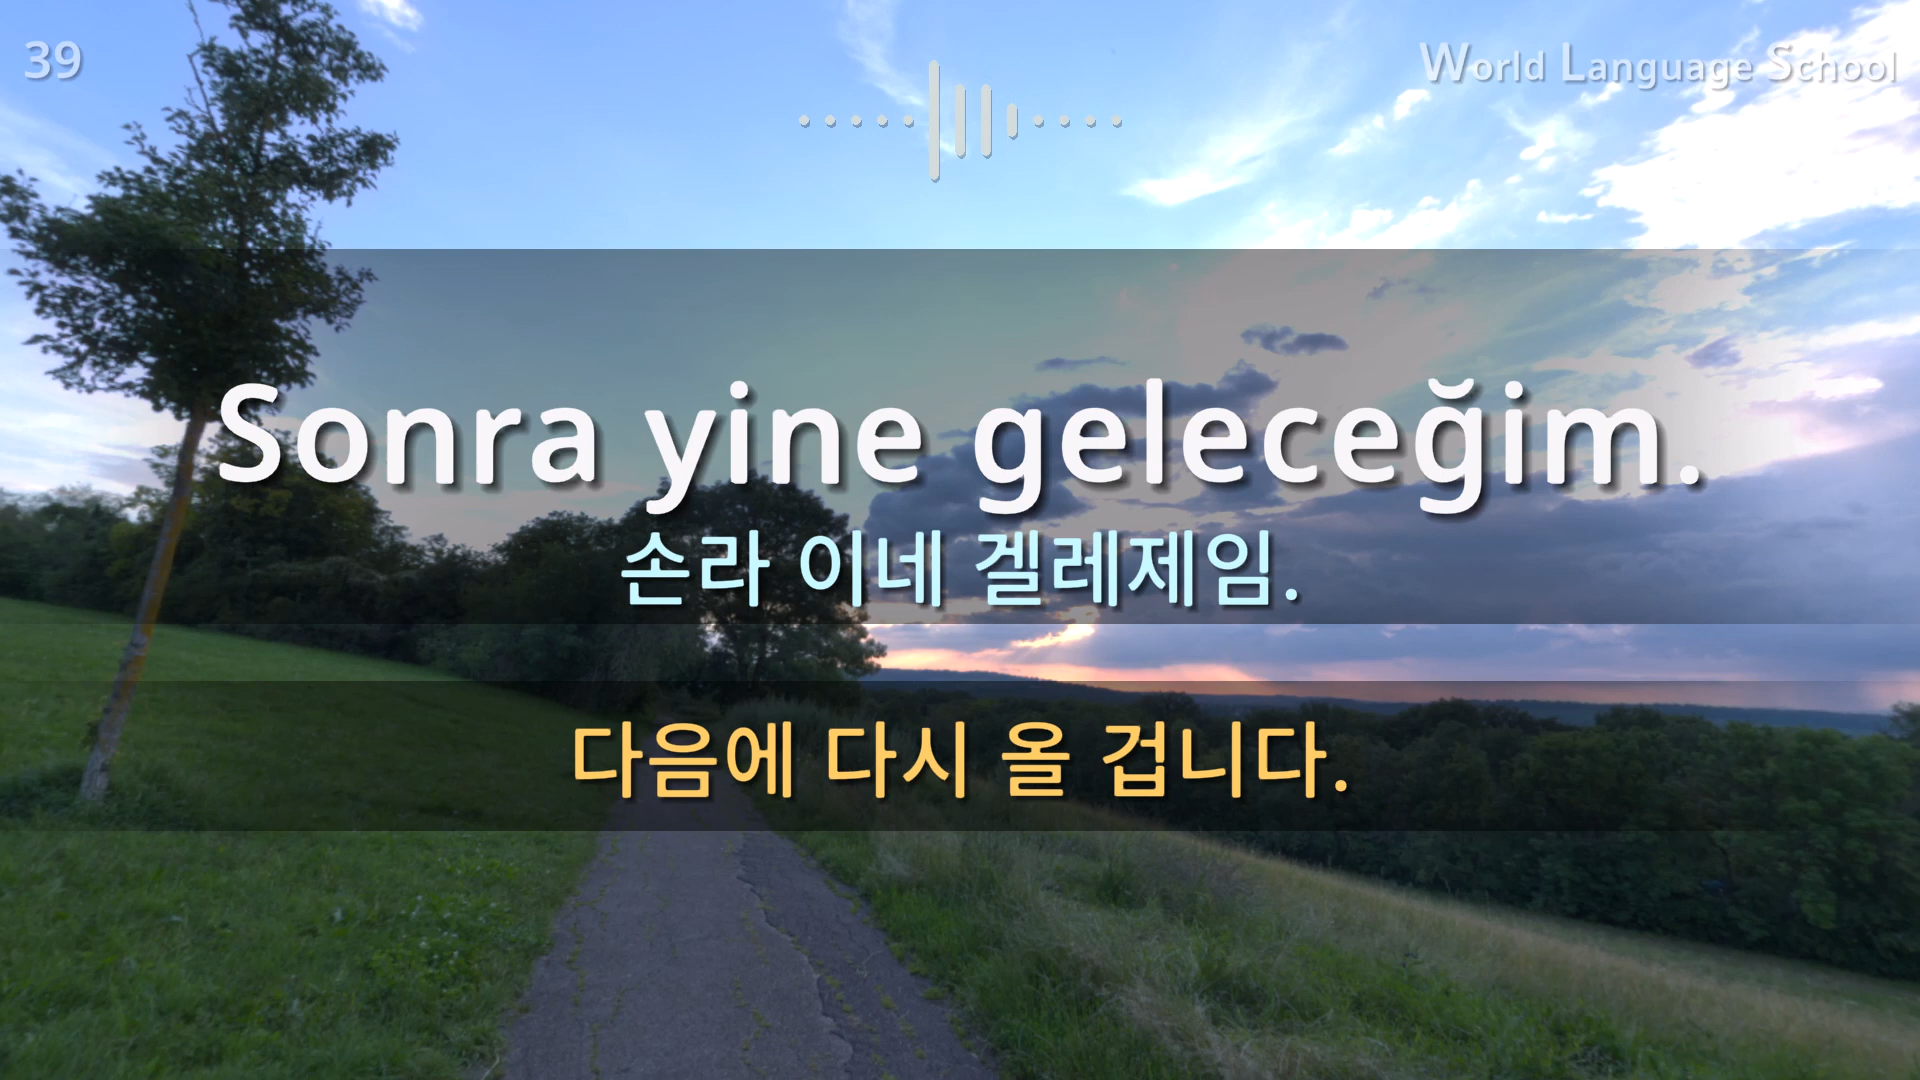 39
World Language School
Sonra yine geleceğim.
손라 이네 겔레제임.
다음에 다시 올 겁니다.